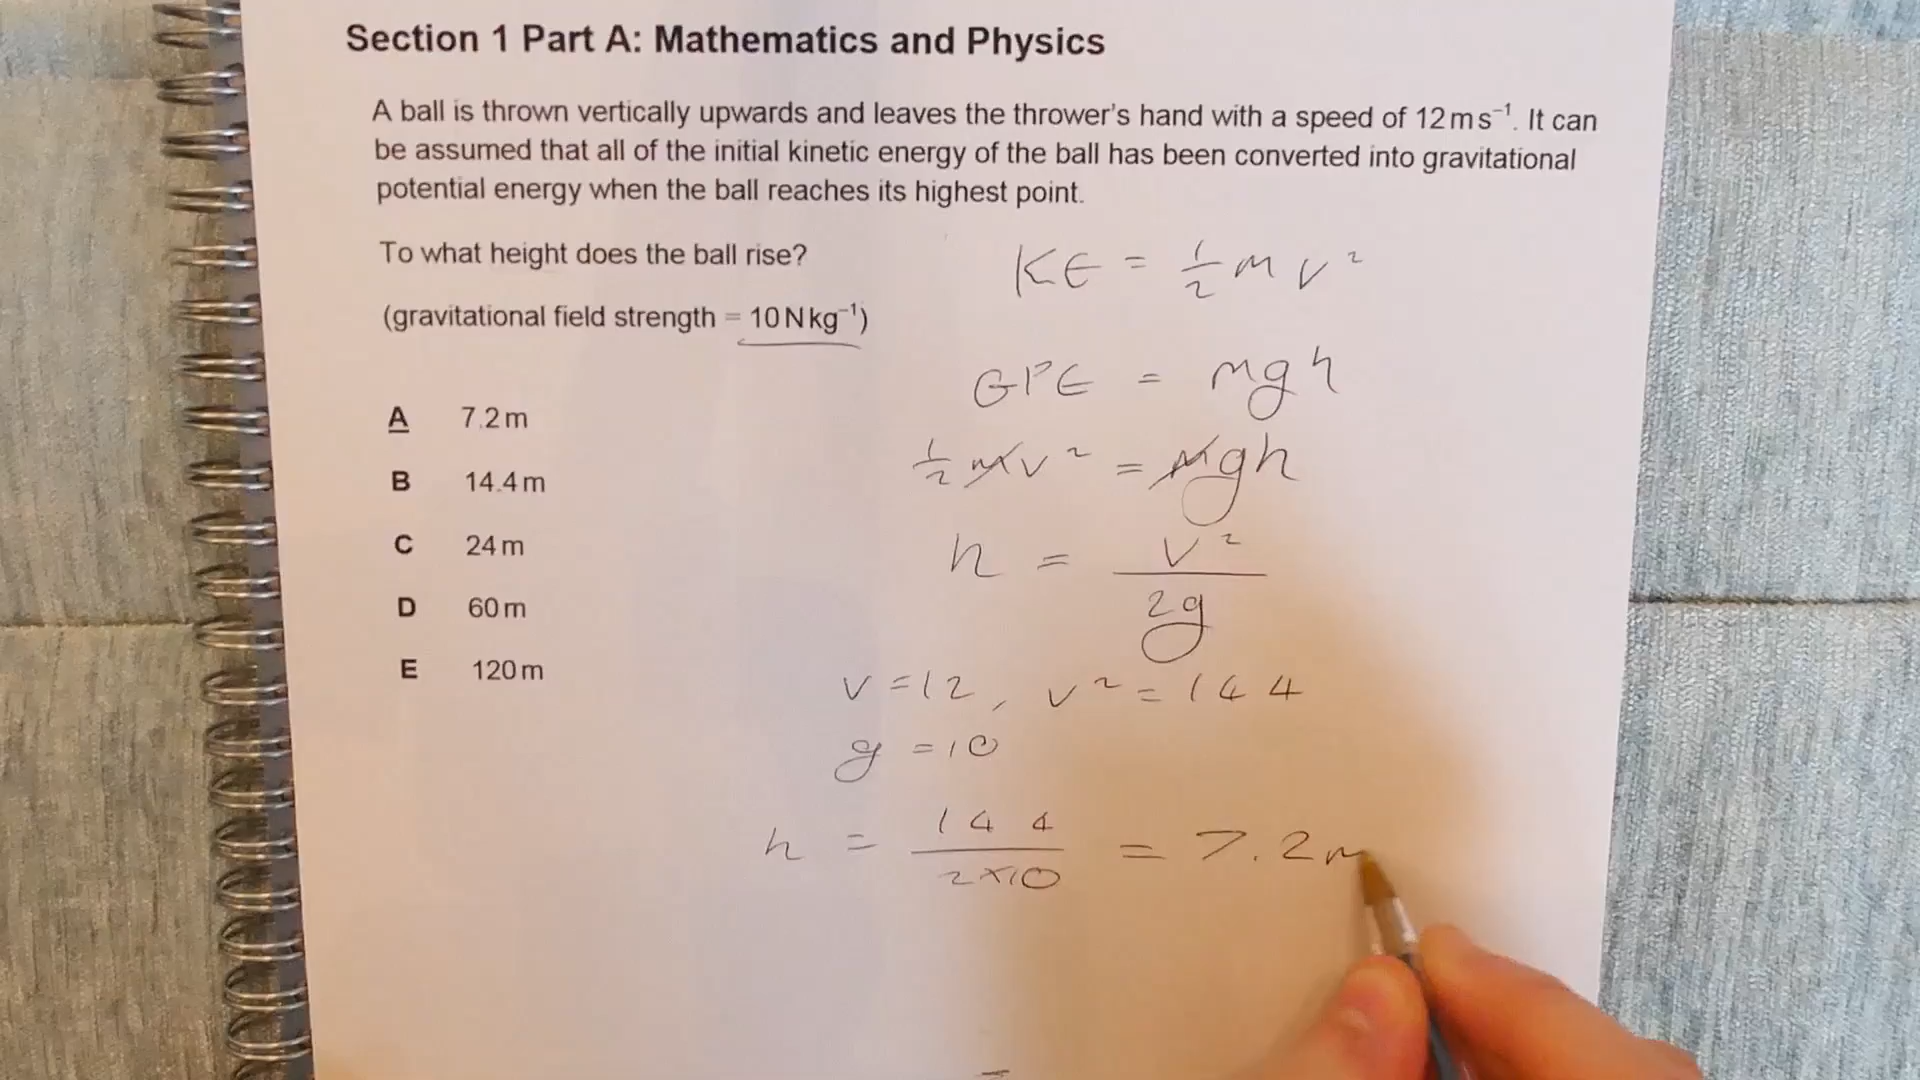 Section 1 Part A: Mathematics and Physics
A ball is thrown vertically upwards and leaves the thrower's hand with a speed of 12 m s⁻¹. It can
be assumed that all of the initial kinetic energy of the ball has been converted into gravitational
potential energy when the ball reaches its highest point.
To what height does the ball rise?
(gravitational field strength = 10 N kg⁻¹)
A 7.2 m
B 14.4 m
C 24 m
D 60 m
E 120 m
KE = 1/2 m v²
GPE = mgh
1/2 mv² = mgh
h = v²/2g
v = 12, v² = 144
g = 10
h = 144/2×10 = 7.2m